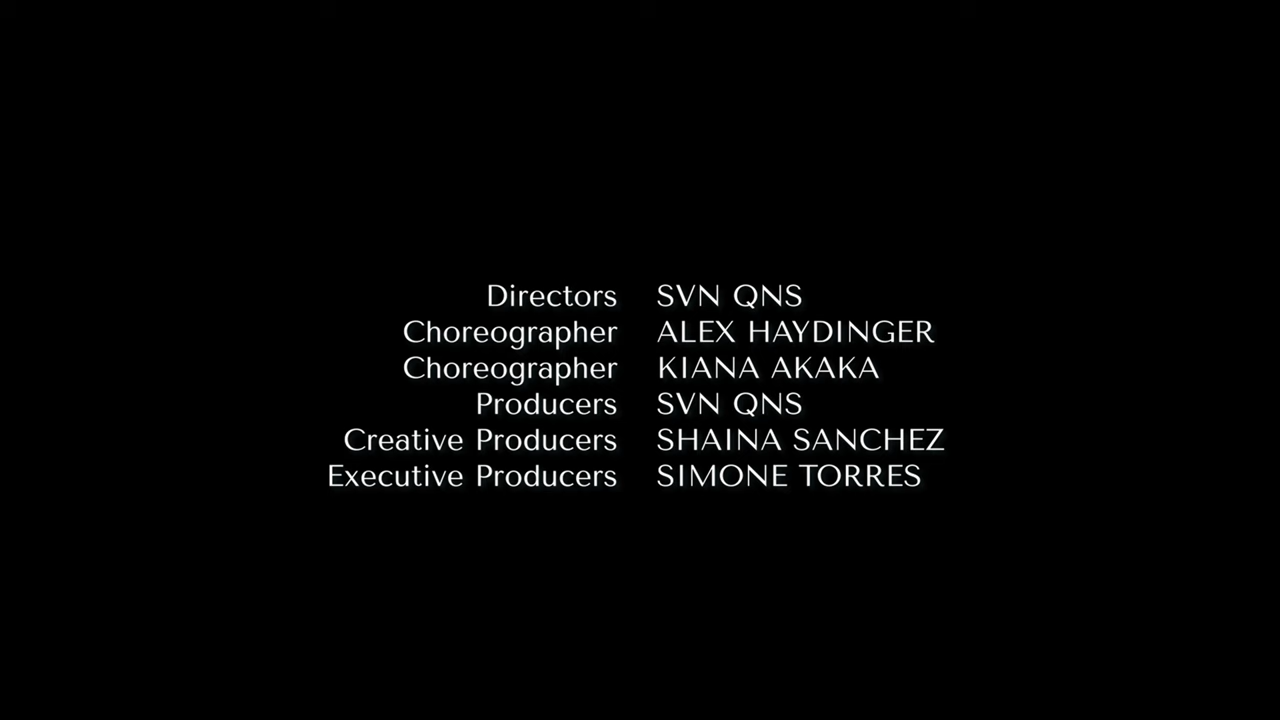 Directors SVN QNS
Choreographer ALEX HAYDINGER
Choreographer KIANA AKAKA
Producers SVN QNS
Creative Producers SHAINA SANCHEZ
Executive Producers SIMONE TORRES